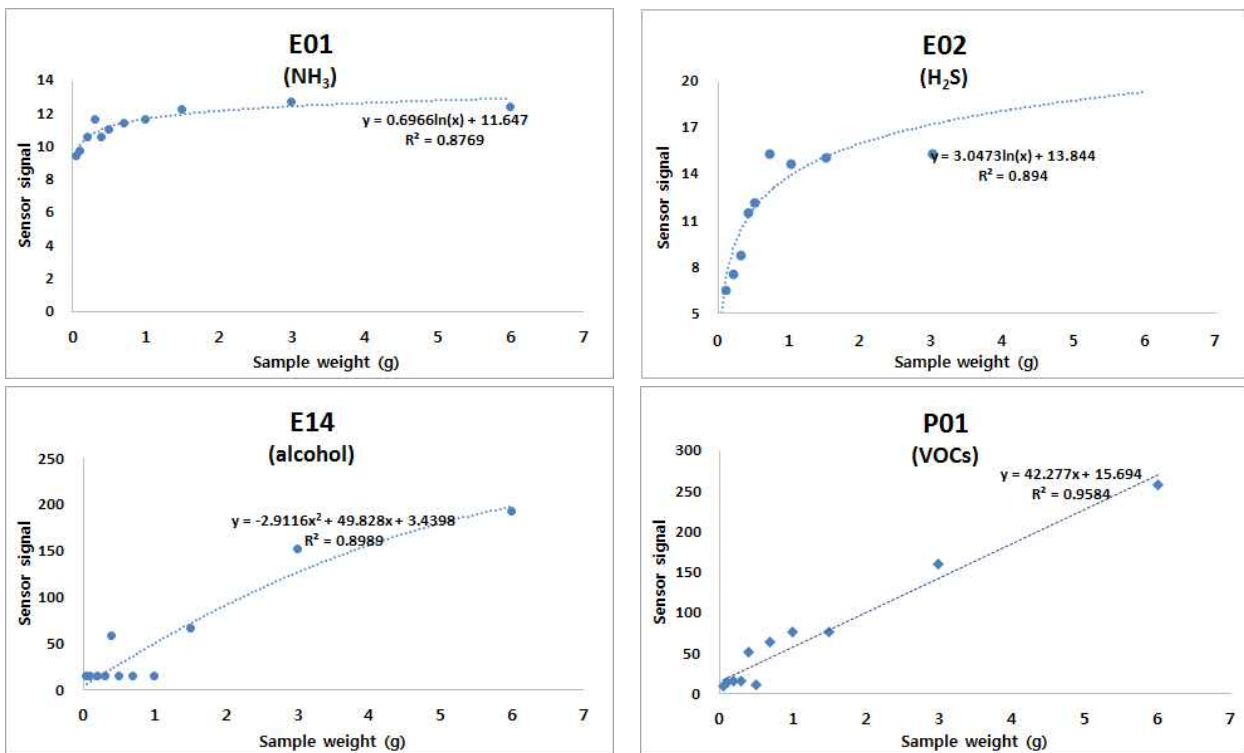 E01
(NH₃)
14
12
10
8
6
4
2
0
Sensor signal
y = 0.6966ln(x) + 11.647
R² = 0.8769
0 1 2 3 4 5 6 7
Sample weight (g)
E02
(H₂S)
20
17
14
11
8
5
Sensor signal
y = 3.0473ln(x) + 13.844
R² = 0.894
0 1 2 3 4 5 6 7
Sample weight (g)
E14
(alcohol)
250
200
150
100
50
0
Sensor signal
y = -2.9116x² + 49.828x + 3.4398
R² = 0.8989
0 1 2 3 4 5 6 7
Sample weight (g)
P01
(VOCs)
300
250
200
150
100
50
0
Sensor signal
y = 42.277x + 15.694
R² = 0.9584
0 1 2 3 4 5 6 7
Sample weight (g)